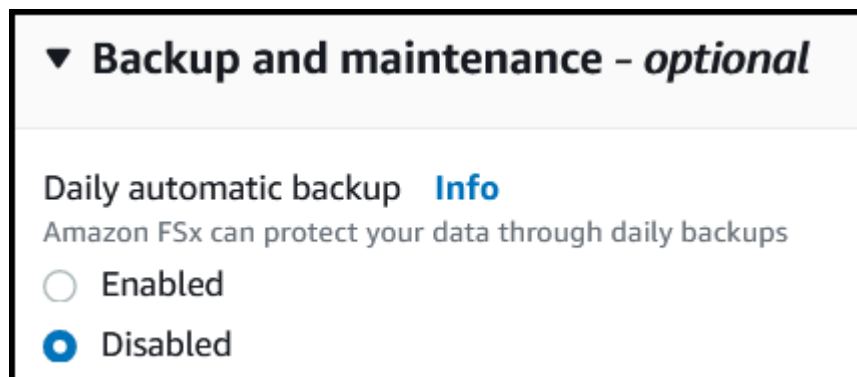 Backup and maintenance - optional
Daily automatic backup Info
Amazon FSx can protect your data through daily backups
Enabled
Disabled